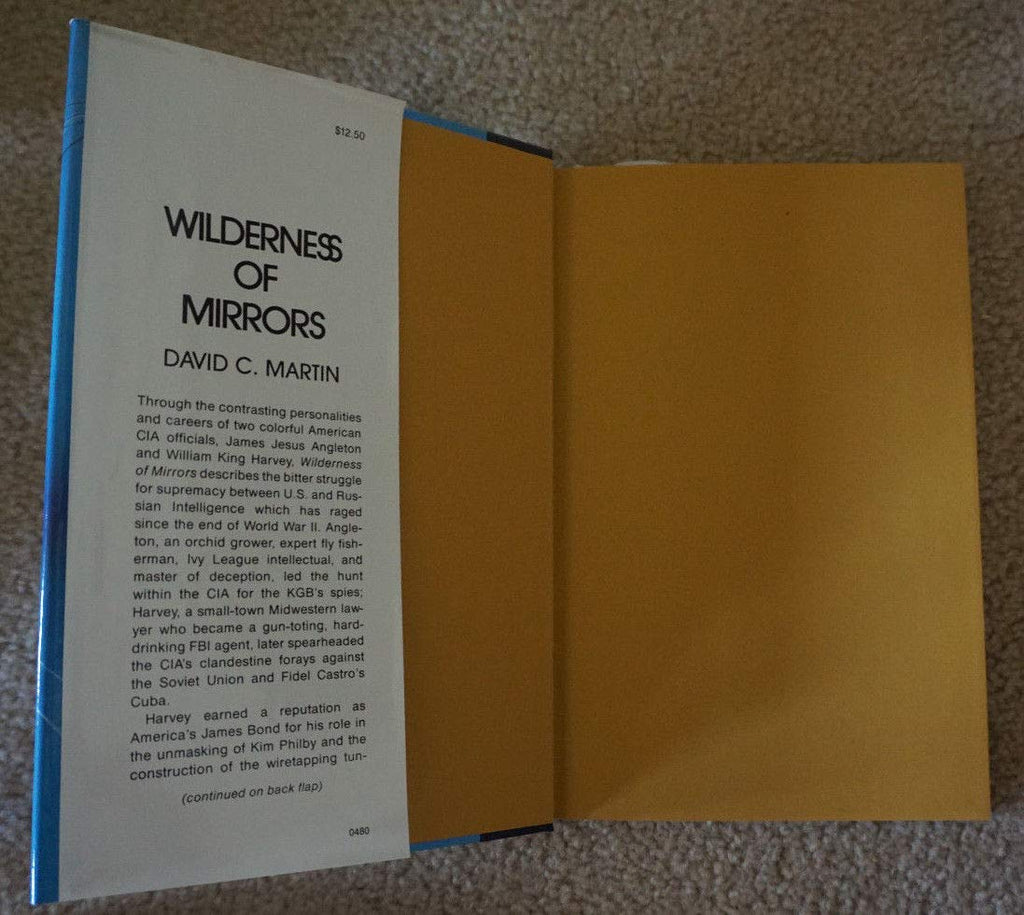 $12.50
WILDERNESS
OF
MIRRORS
DAVID C. MARTIN
Through the contrasting personalities
and careers of two colorful American
CIA officials, James Jesus Angleton
and William King Harvey, Wilderness
of Mirrors describes the bitter struggle
for supremacy between U.S. and Rus-
sian Intelligence which has raged
since the end of World War II. Angle-
ton, an orchid grower, expert fly fish-
erman, Ivy League intellectual, and
master of deception, led the hunt
within the CIA for the KGB's spies;
Harvey, a small-town Midwestern law-
yer who became a gun-toting, hard-
drinking FBI agent, later spearheaded
the CIA's clandestine forays against
the Soviet Union and Fidel Castro's
Cuba.
Harvey earned a reputation as
America's James Bond for his role in
the unmasking of Kim Philby and the
construction of the wiretapping tun-
(continued on back flap)
0480